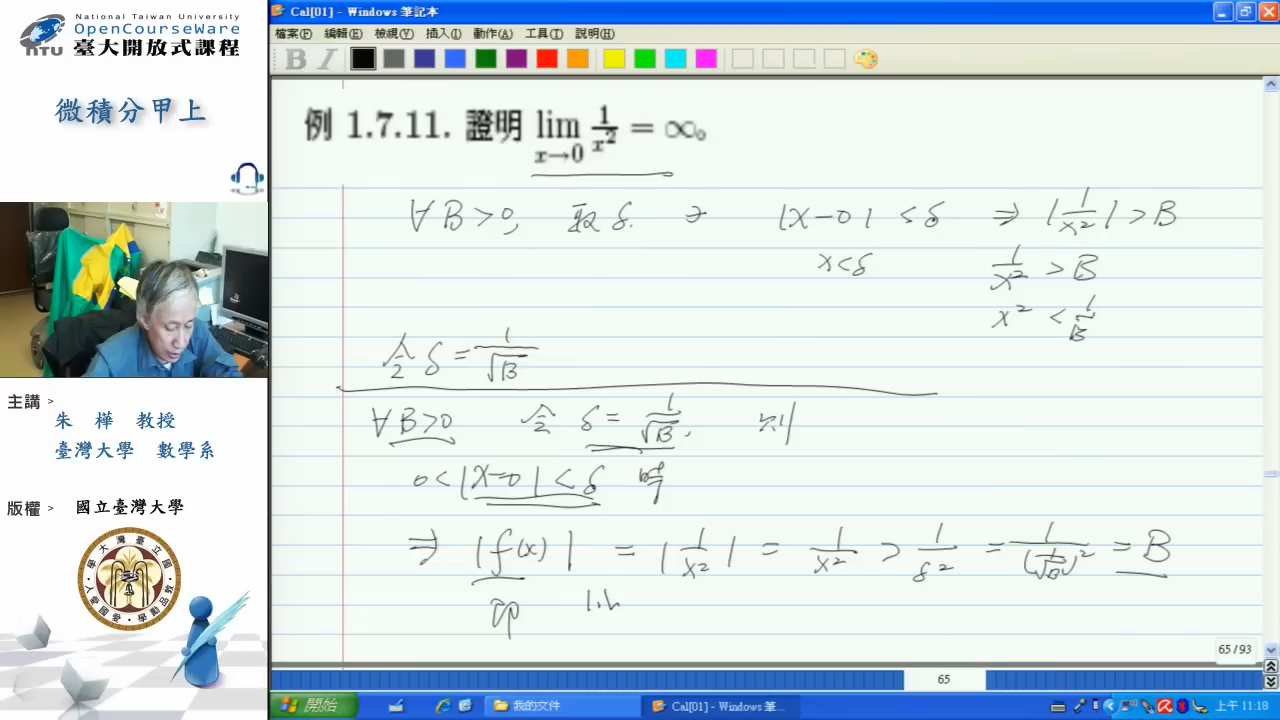 National Taiwan University
OpenCourseWare
臺大開放式課程
NTU
微積分甲上
主講 >
朱 樺 教授
臺灣大學 數學系
版權 >
國立臺灣大學
Cal[01] - Windows 筆記本
檔案(F) 編輯(E) 檢視(V) 插入(I) 動作(A) 工具(T) 說明(H)
B I
例 1.7.11. 證明 lim x→0 1/x² = ∞。
∀ B > 0, 取 δ. ∋ |x-0| < δ ⇒ |1/x²| > B
x < δ 1/x² > B
x² < 1/B
令 δ = 1/√B
∀ B > 0 令 δ = 1/√B, 則
0 < |x-0| < δ 時
⇒ |f(x)| = |1/x²| = 1/x² > 1/δ² = 1/(1/√B)² = B
即
65/93
65
開始 我的文件 Cal[01] - Windows 筆... 上午 11:18